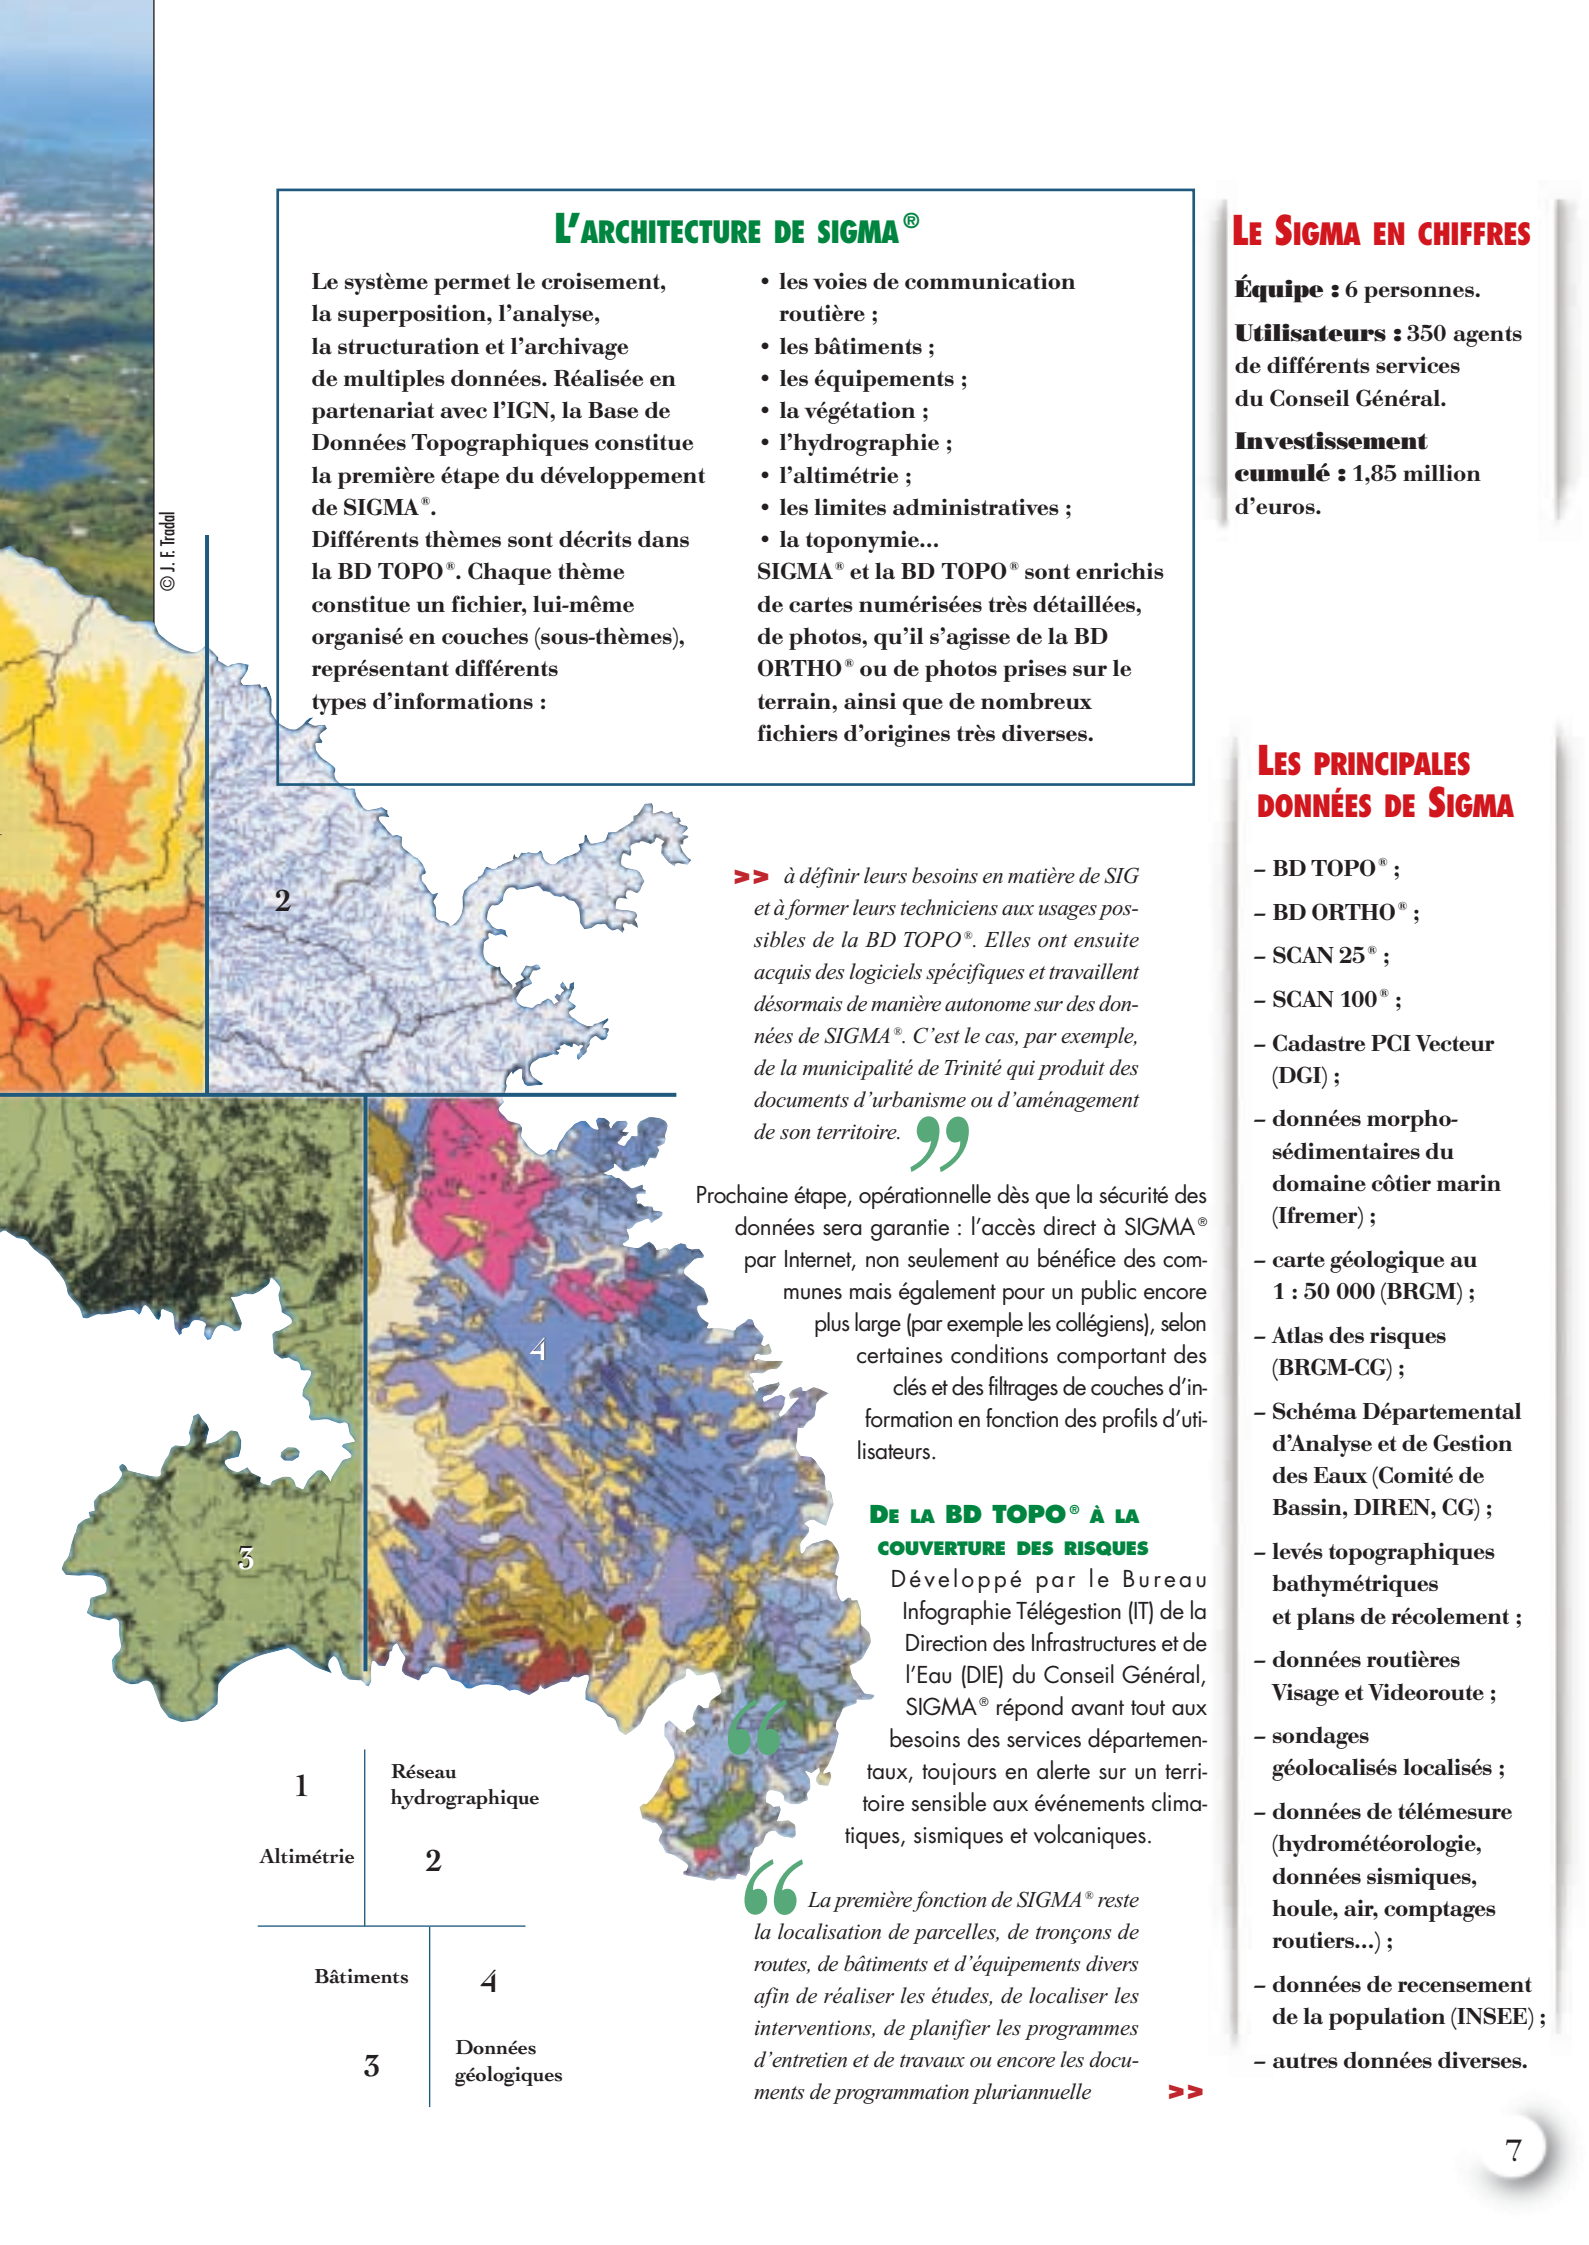 © J. F. Tradal
L’ARCHITECTURE DE SIGMA®
Le système permet le croisement,
la superposition, l’analyse,
la structuration et l’archivage
de multiples données. Réalisée en
partenariat avec l’IGN, la Base de
Données Topographiques constitue
la première étape du développement
de SIGMA®.
Différents thèmes sont décrits dans
la BD TOPO®. Chaque thème
constitue un fichier, lui-même
organisé en couches (sous-thèmes),
représentant différents
types d’informations :
• les voies de communication
routière ;
• les bâtiments ;
• les équipements ;
• la végétation ;
• l’hydrographie ;
• l’altimétrie ;
• les limites administratives ;
• la toponymie...
SIGMA® et la BD TOPO® sont enrichis
de cartes numérisées très détaillées,
de photos, qu’il s’agisse de la BD
ORTHO® ou de photos prises sur le
terrain, ainsi que de nombreux
fichiers d’origines très diverses.
2
3
4
>> à définir leurs besoins en matière de SIG
et à former leurs techniciens aux usages pos-
sibles de la BD TOPO®. Elles ont ensuite
acquis des logiciels spécifiques et travaillent
désormais de manière autonome sur des don-
nées de SIGMA®. C’est le cas, par exemple,
de la municipalité de Trinité qui produit des
documents d’urbanisme ou d’aménagement
de son territoire. ”
Prochaine étape, opérationnelle dès que la sécurité des
données sera garantie : l’accès direct à SIGMA®
par Internet, non seulement au bénéfice des com-
munes mais également pour un public encore
plus large (par exemple les collégiens), selon
certaines conditions comportant des
clés et des filtrages de couches d’in-
formation en fonction des profils d’uti-
lisateurs.
DE LA BD TOPO® À LA
COUVERTURE DES RISQUES
Développé par le Bureau
Infographie Télégestion (IT) de la
Direction des Infrastructures et de
l’Eau (DIE) du Conseil Général,
SIGMA® répond avant tout aux
besoins des services départemen-
taux, toujours en alerte sur un terri-
toire sensible aux événements clima-
tiques, sismiques et volcaniques.
“
“ La première fonction de SIGMA® reste
la localisation de parcelles, de tronçons de
routes, de bâtiments et d’équipements divers
afin de réaliser les études, de localiser les
interventions, de planifier les programmes
d’entretien et de travaux ou encore les docu-
ments de programmation pluriannuelle >>
1
Altimétrie
Réseau
hydrographique
2
Bâtiments
3
4
Données
géologiques
LE SIGMA EN CHIFFRES
Équipe : 6 personnes.
Utilisateurs : 350 agents
de différents services
du Conseil Général.
Investissement
cumulé : 1,85 million
d’euros.
LES PRINCIPALES
DONNÉES DE SIGMA
– BD TOPO® ;
– BD ORTHO® ;
– SCAN 25® ;
– SCAN 100® ;
– Cadastre PCI Vecteur
(DGI) ;
– données morpho-
sédimentaires du
domaine côtier marin
(Ifremer) ;
– carte géologique au
1 : 50 000 (BRGM) ;
– Atlas des risques
(BRGM-CG) ;
– Schéma Départemental
d’Analyse et de Gestion
des Eaux (Comité de
Bassin, DIREN, CG) ;
– levés topographiques
bathymétriques
et plans de récolement ;
– données routières
Visage et Videoroute ;
– sondages
géolocalisés localisés ;
– données de télémesure
(hydrométéorologie,
données sismiques,
houle, air, comptages
routiers...) ;
– données de recensement
de la population (INSEE) ;
– autres données diverses.
7